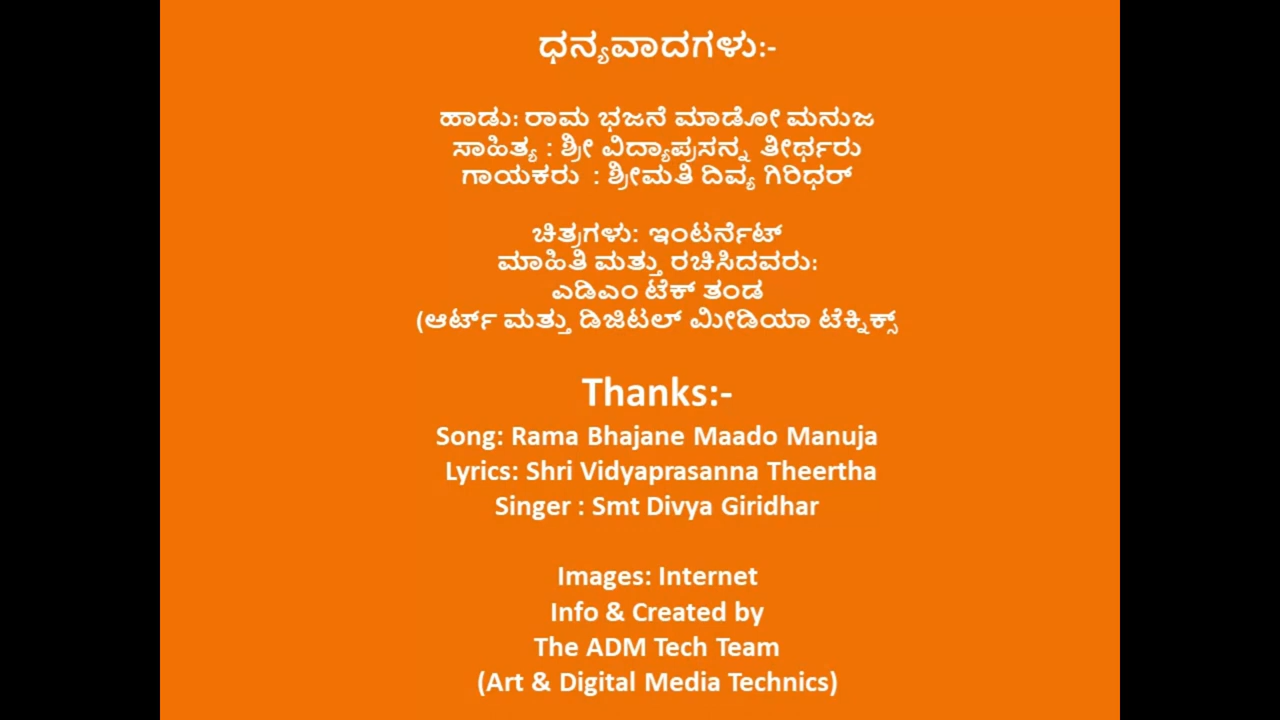 ಧನ್ಯವಾದಗಳು:-
ಹಾಡು: ರಾಮ ಭಜನೆ ಮಾಡೋ ಮನುಜ
ಸಾಹಿತ್ಯ : ಶ್ರೀ ವಿದ್ಯಾಪ್ರಸನ್ನ ತೀರ್ಥರು
ಗಾಯಕರು : ಶ್ರೀಮತಿ ದಿವ್ಯ ಗಿರಿಧರ್
ಚಿತ್ರಗಳು: ಇಂಟರ್ನೆಟ್
ಮಾಹಿತಿ ಮತ್ತು ರಚಿಸಿದವರು:
ಎಡಿಎಂ ಟೆಕ್ ತಂಡ
(ಆರ್ಟ್ ಮತ್ತು ಡಿಜಿಟಲ್ ಮೀಡಿಯಾ ಟೆಕ್ನಿಕ್ಸ್
Thanks:-
Song: Rama Bhajane Maado Manuja
Lyrics: Shri Vidyaprasanna Theertha
Singer : Smt Divya Giridhar
Images: Internet
Info & Created by
The ADM Tech Team
(Art & Digital Media Technics)